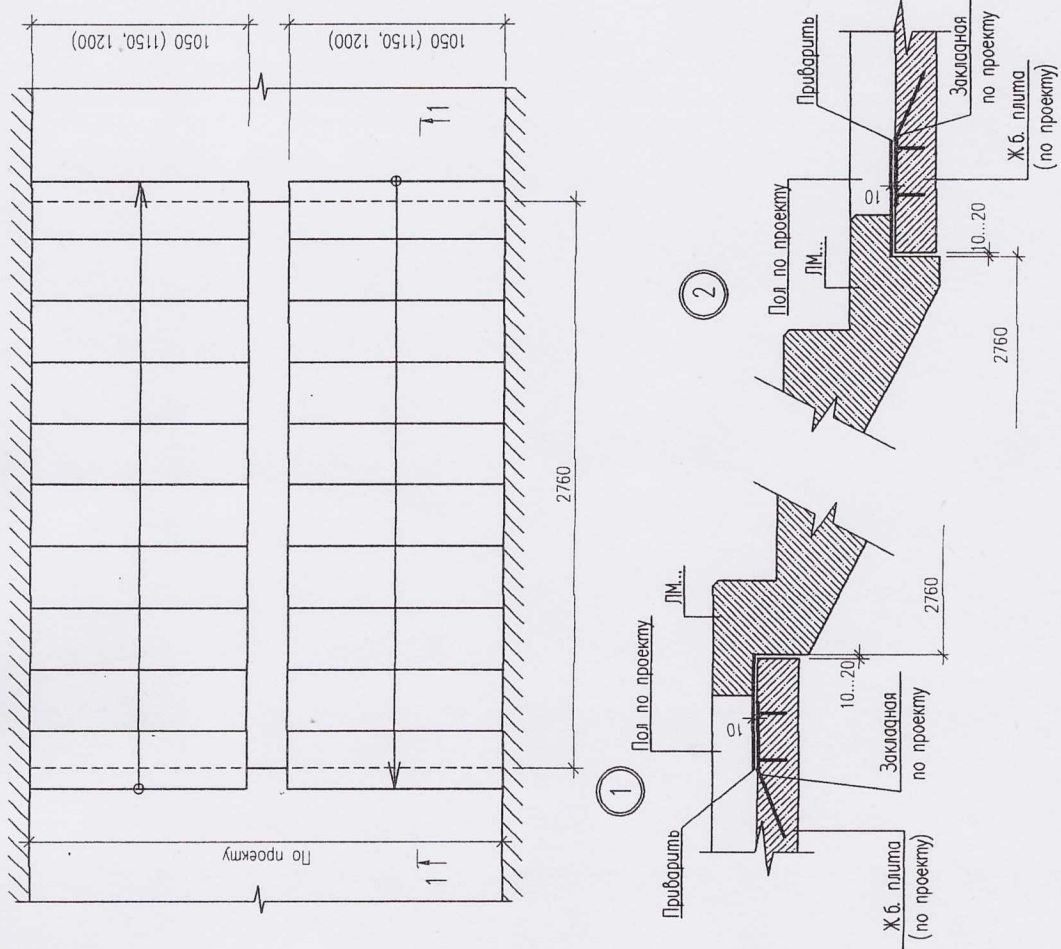 1050 (1150, 1200)
1050 (1150, 1200)
1
По проекту
1
2760
2
Пол по проекту
ЛМ...
Приварить
10
Закладная
по проекту
Ж.б. плита
(по проекту)
10...20
2760
1
Пол по проекту
ЛМ...
Приварить
10
10...20
2760
Закладная
по проекту
Ж.б. плита
(по проекту)